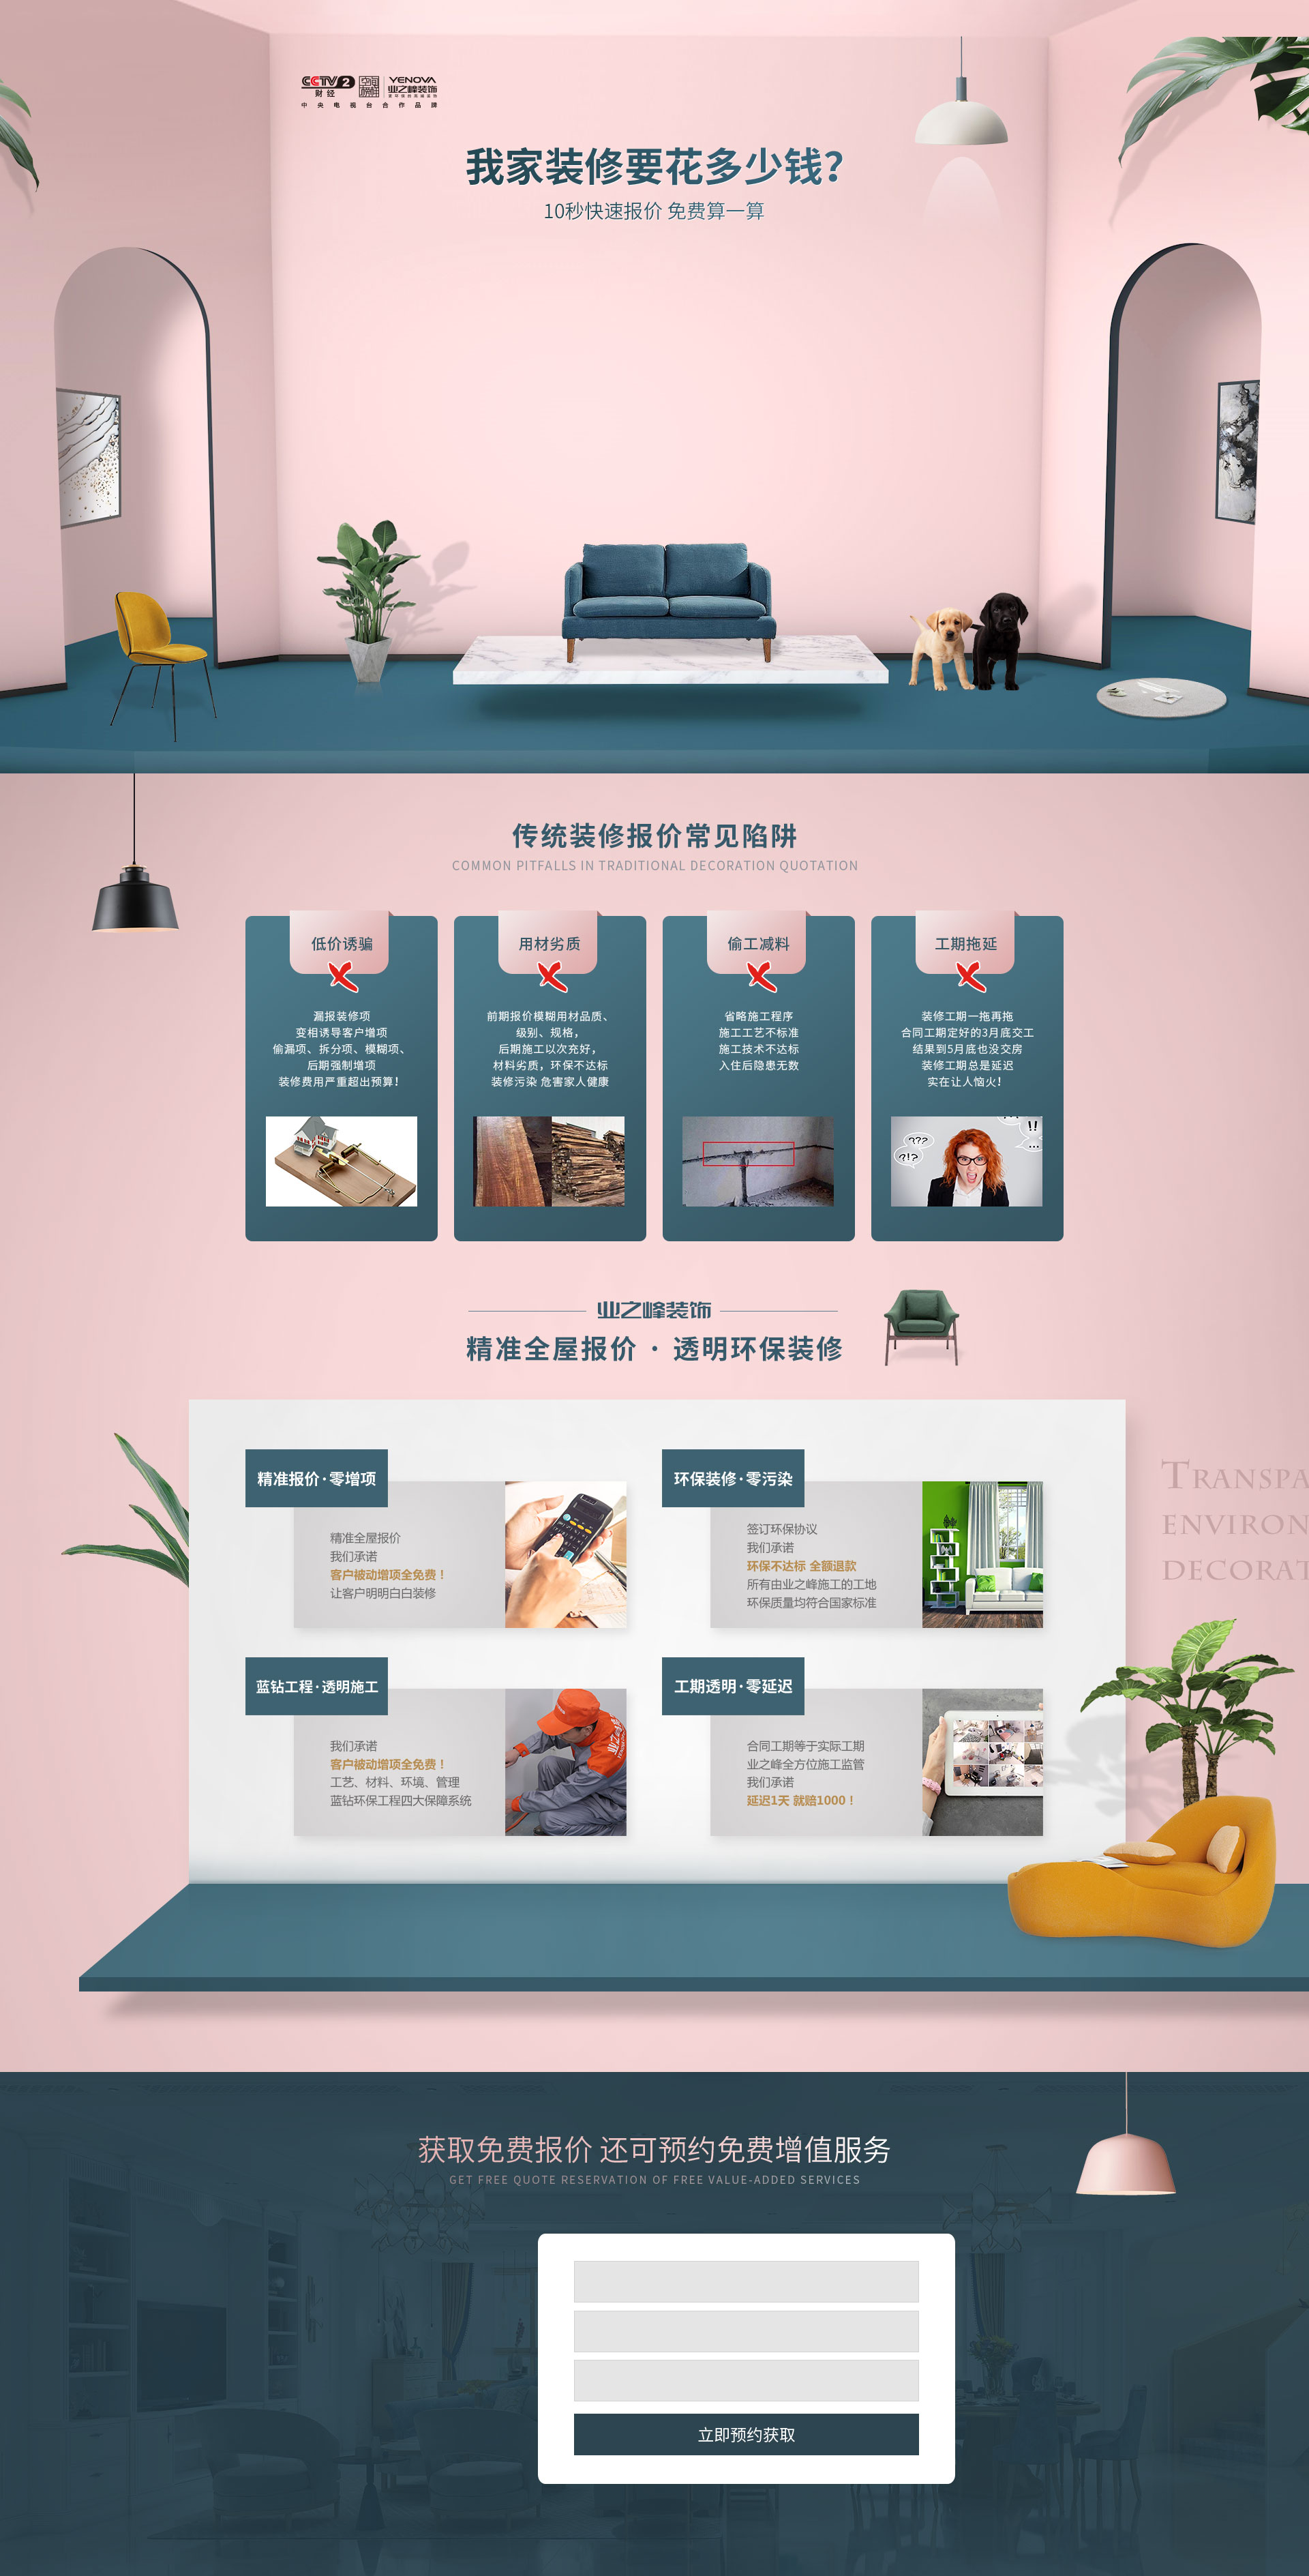 CCTV2
财经
YENOVA
业之峰装饰
中央电视台合作品牌
我家装修要花多少钱?
10秒快速报价 免费算一算
传统装修报价常见陷阱
COMMON PITFALLS IN TRADITIONAL DECORATION QUOTATION
低价诱骗
漏报装修项
变相诱导客户增项
偷漏项、拆分项、模糊项、
后期强制增项
装修费用严重超出预算！
用材劣质
前期报价模糊用材品质、
级别、规格，
后期施工以次充好，
材料劣质，环保不达标
装修污染 危害家人健康
偷工减料
省略施工程序
施工工艺不标准
施工技术不达标
入住后隐患无数
工期拖延
装修工期一拖再拖
合同工期定好的3月底交工
结果到5月底也没交房
装修工期总是延迟
实在让人恼火！
???
?!?
!!
...
业之峰装饰
精准全屋报价 · 透明环保装修
精准报价·零增项
精准全屋报价
我们承诺
客户被动增项全免费！
让客户明明白白装修
环保装修·零污染
签订环保协议
我们承诺
环保不达标 全额退款
所有由业之峰施工的工地
环保质量均符合国家标准
TRANSPA
ENVIRON
DECORAT
蓝钻工程·透明施工
我们承诺
客户被动增项全免费！
工艺、材料、环境、管理
蓝钻环保工程四大保障系统
工期透明·零延迟
合同工期等于实际工期
业之峰全方位施工监管
我们承诺
延迟1天 就赔1000！
获取免费报价 还可预约免费增值服务
GET FREE QUOTE RESERVATION OF FREE VALUE-ADDED SERVICES
立即预约获取